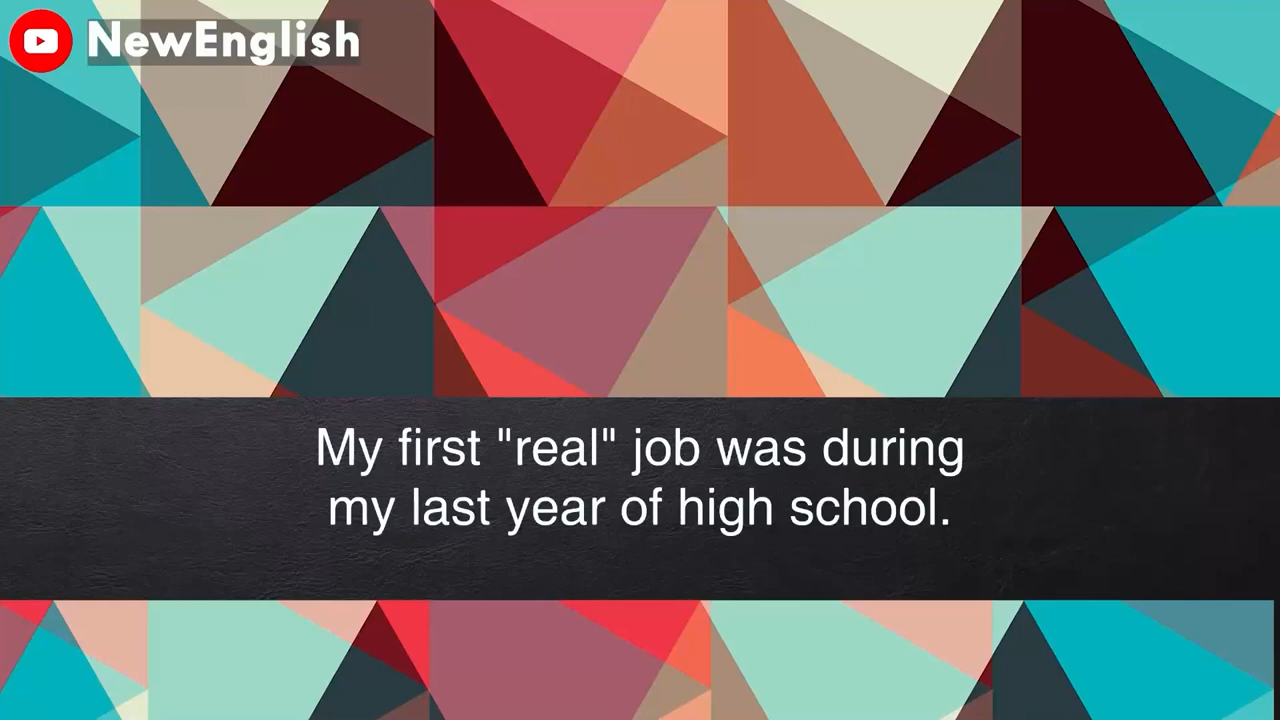 NewEnglish
My first "real" job was during
my last year of high school.